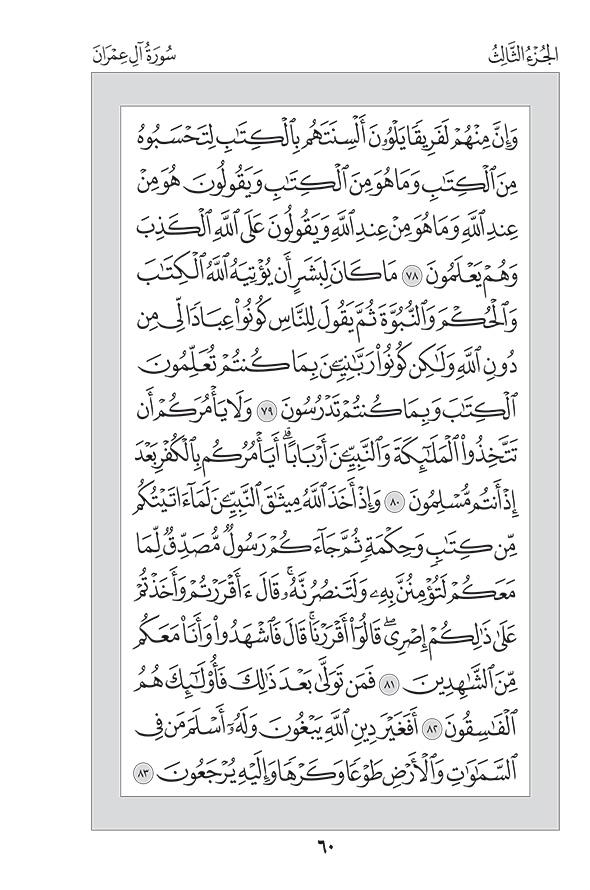 الجُزْءُ الثَّالِثُ
سُورَةُ آلِ عِمْرَانَ
وَإِنَّ مِنْهُمْ لَفَرِيقًا يَلْوُۥنَ أَلْسِنَتَهُم بِٱلْكِتَٰبِ لِتَحْسَبُوهُ
مِنَ ٱلْكِتَٰبِ وَمَا هُوَ مِنَ ٱلْكِتَٰبِ وَيَقُولُونَ هُوَ مِنْ
عِندِ ٱللَّهِ وَمَا هُوَ مِنْ عِندِ ٱللَّهِ وَيَقُولُونَ عَلَى ٱللَّهِ ٱلْكَذِبَ
وَهُمْ يَعْلَمُونَ ٧٨ مَا كَانَ لِبَشَرٍ أَن يُؤْتِيَهُ ٱللَّهُ ٱلْكِتَٰبَ
وَٱلْحُكْمَ وَٱلنُّبُوَّةَ ثُمَّ يَقُولَ لِلنَّاسِ كُونُوا۟ عِبَادًا لِّى مِن
دُونِ ٱللَّهِ وَلَٰكِن كُونُوا۟ رَبَّٰنِيِّۦنَ بِمَا كُنتُمْ تُعَلِّمُونَ
ٱلْكِتَٰبَ وَبِمَا كُنتُمْ تَدْرُسُونَ ٧٩ وَلَا يَأْمُرَكُمْ أَن
تَتَّخِذُوا۟ ٱلْمَلَٰٓئِكَةَ وَٱلنَّبِيِّۦنَ أَرْبَابًا ۗ أَيَأْمُرُكُم بِٱلْكُفْرِ بَعْدَ
إِذْ أَنتُم مُّسْلِمُونَ ٨٠ وَإِذْ أَخَذَ ٱللَّهُ مِيثَٰقَ ٱلنَّبِيِّۦنَ لَمَآ ءَاتَيْتُكُم
مِّن كِتَٰبٍ وَحِكْمَةٍ ثُمَّ جَآءَكُمْ رَسُولٌ مُّصَدِّقٌ لِّمَا
مَعَكُمْ لَتُؤْمِنُنَّ بِهِۦ وَلَتَنصُرُنَّهُۥ ۚ قَالَ ءَأَقْرَرْتُمْ وَأَخَذْتُمْ
عَلَىٰ ذَٰلِكُمْ إِصْرِى ۖ قَالُوٓا۟ أَقْرَرْنَا ۚ قَالَ فَٱشْهَدُوا۟ وَأَنَا۠ مَعَكُم
مِّنَ ٱلشَّٰهِدِينَ ٨١ فَمَن تَوَلَّىٰ بَعْدَ ذَٰلِكَ فَأُو۟لَٰٓئِكَ هُمُ
ٱلْفَٰسِقُونَ ٨٢ أَفَغَيْرَ دِينِ ٱللَّهِ يَبْغُونَ وَلَهُۥٓ أَسْلَمَ مَن فِى
ٱلسَّمَٰوَٰتِ وَٱلْأَرْضِ طَوْعًا وَكَرْهًا وَإِلَيْهِ يُرْجَعُونَ ٨٣
٦٠